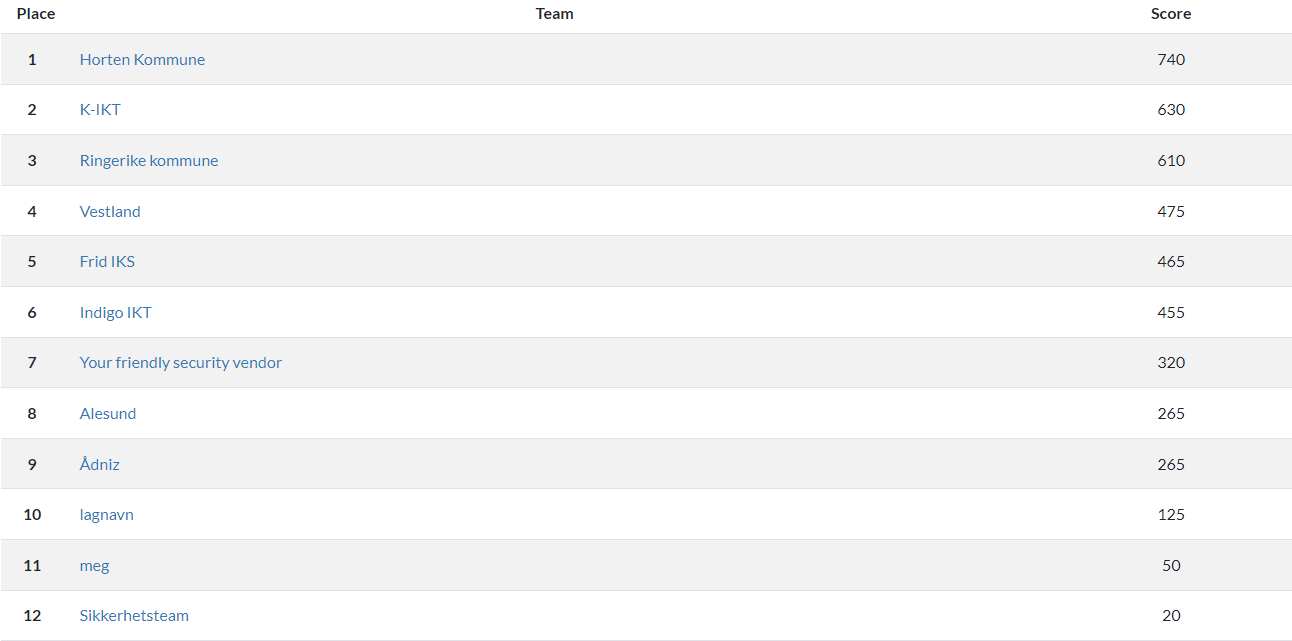 Place Team Score
1 Horten Kommune 740
2 K-IKT 630
3 Ringerike kommune 610
4 Vestland 475
5 Frid IKS 465
6 Indigo IKT 455
7 Your friendly security vendor 320
8 Alesund 265
9 Ådniz 265
10 lagnavn 125
11 meg 50
12 Sikkerhetsteam 20